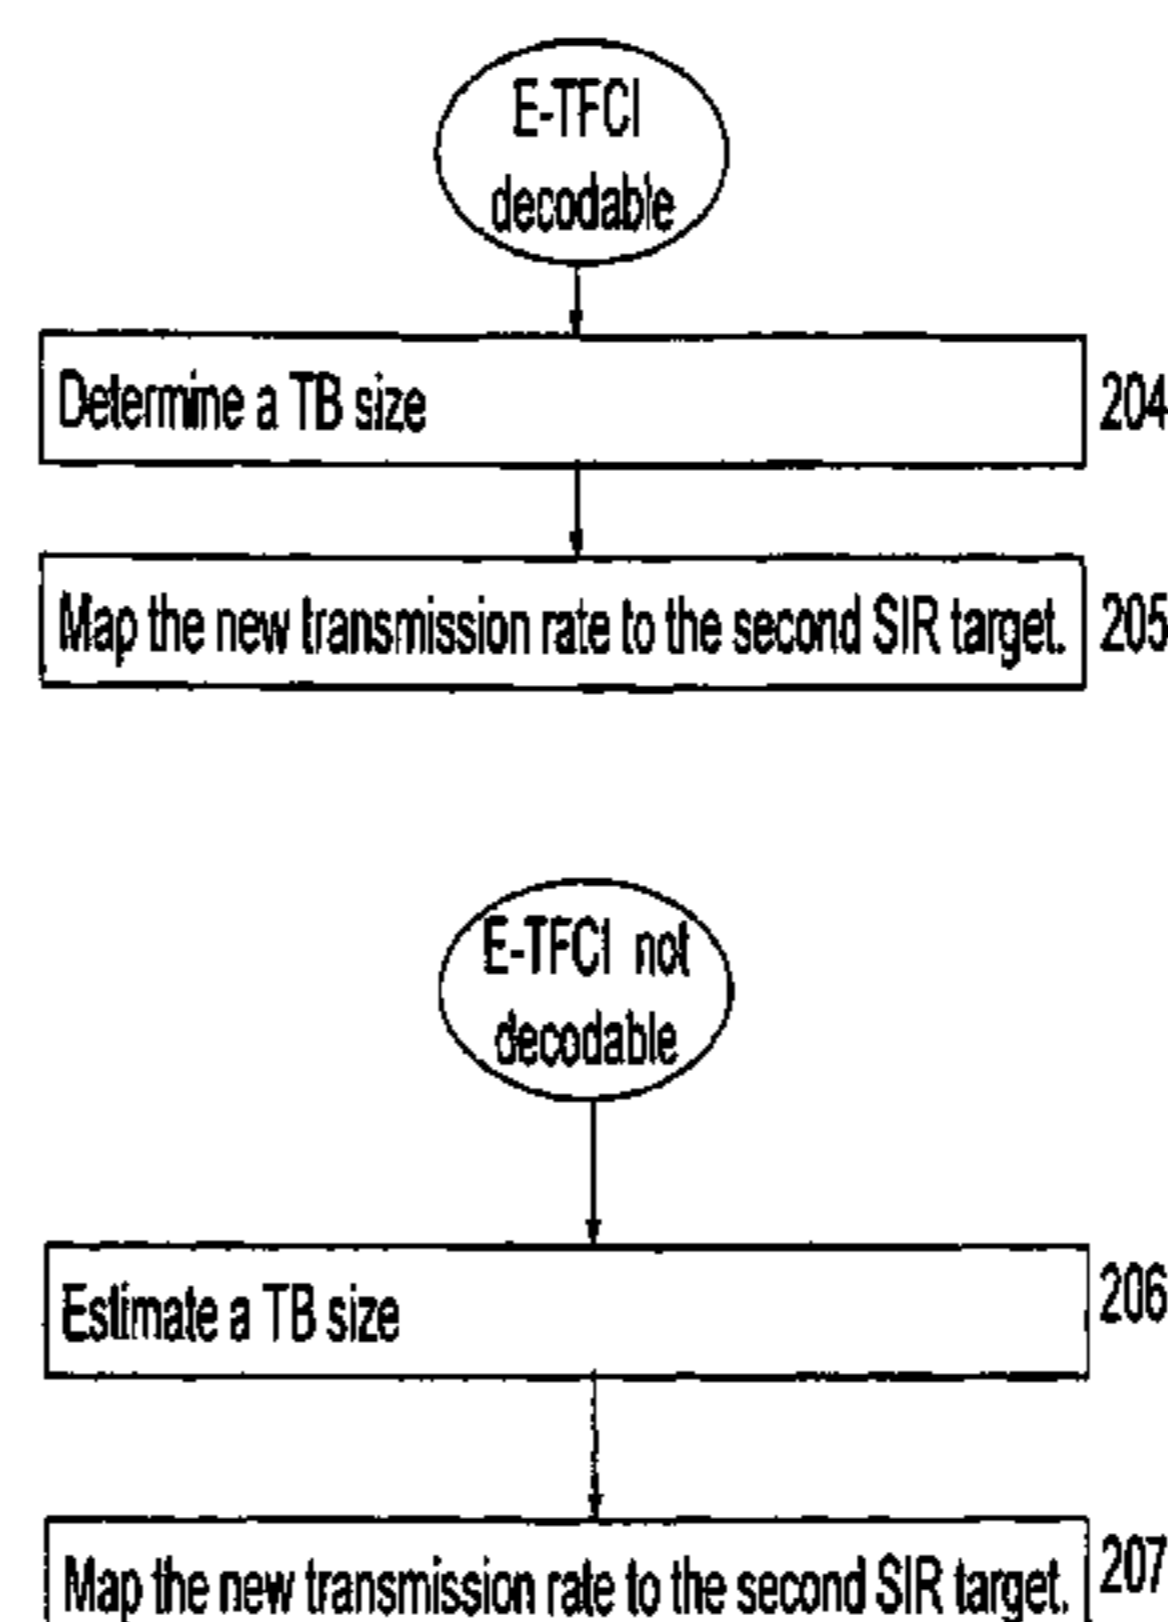 E-TFCI
decodable
Determine a TB size
204
Map the new transmission rate to the second SIR target.
205
E-TFCI not
decodable
Estimate a TB size
206
Map the new transmission rate to the second SIR target.
207